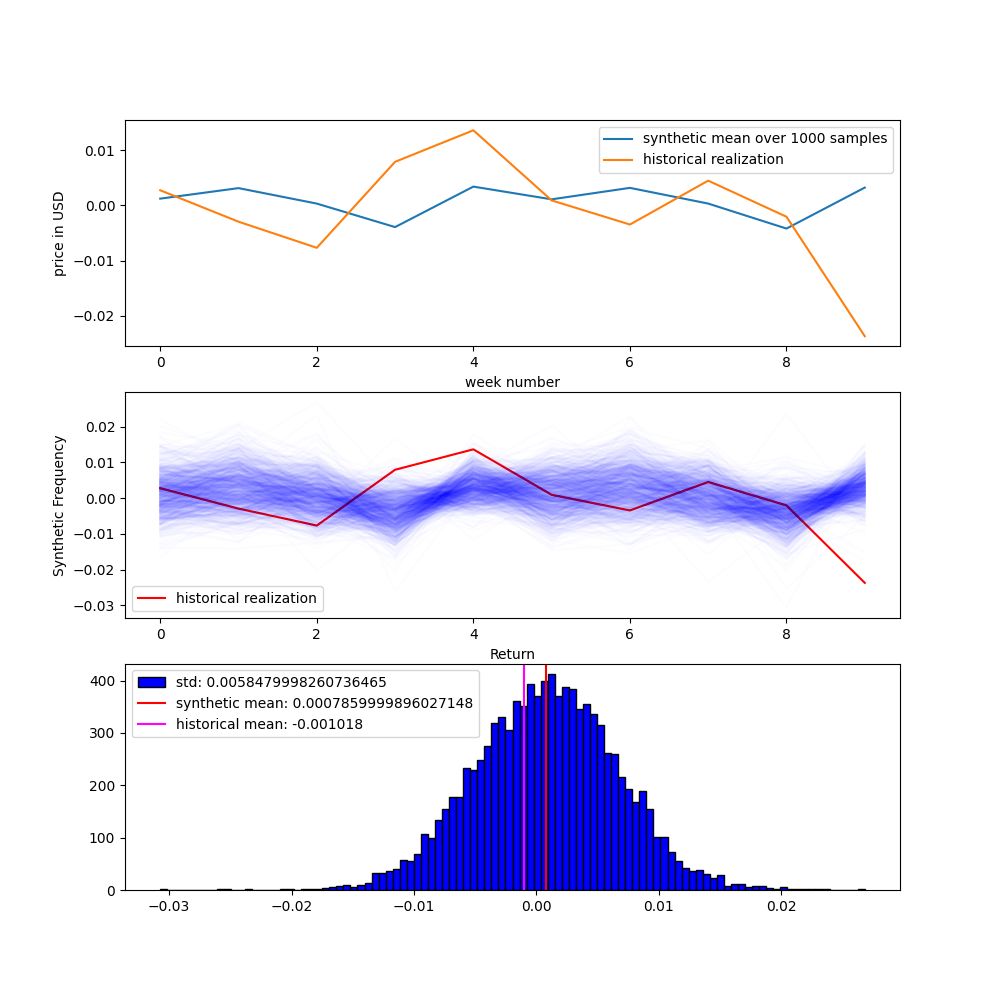 synthetic mean over 1000 samples
historical realization
price in USD
0.01
0.00
−0.01
−0.02
0 2 4 6 8
week number
Synthetic Frequency
0.02
0.01
0.00
−0.01
−0.02
−0.03
historical realization
0 2 4 6 8
Return
std: 0.0058479998260736465
synthetic mean: 0.0007859999896027148
historical mean: -0.001018
400
300
200
100
0
−0.03 −0.02 −0.01 0.00 0.01 0.02